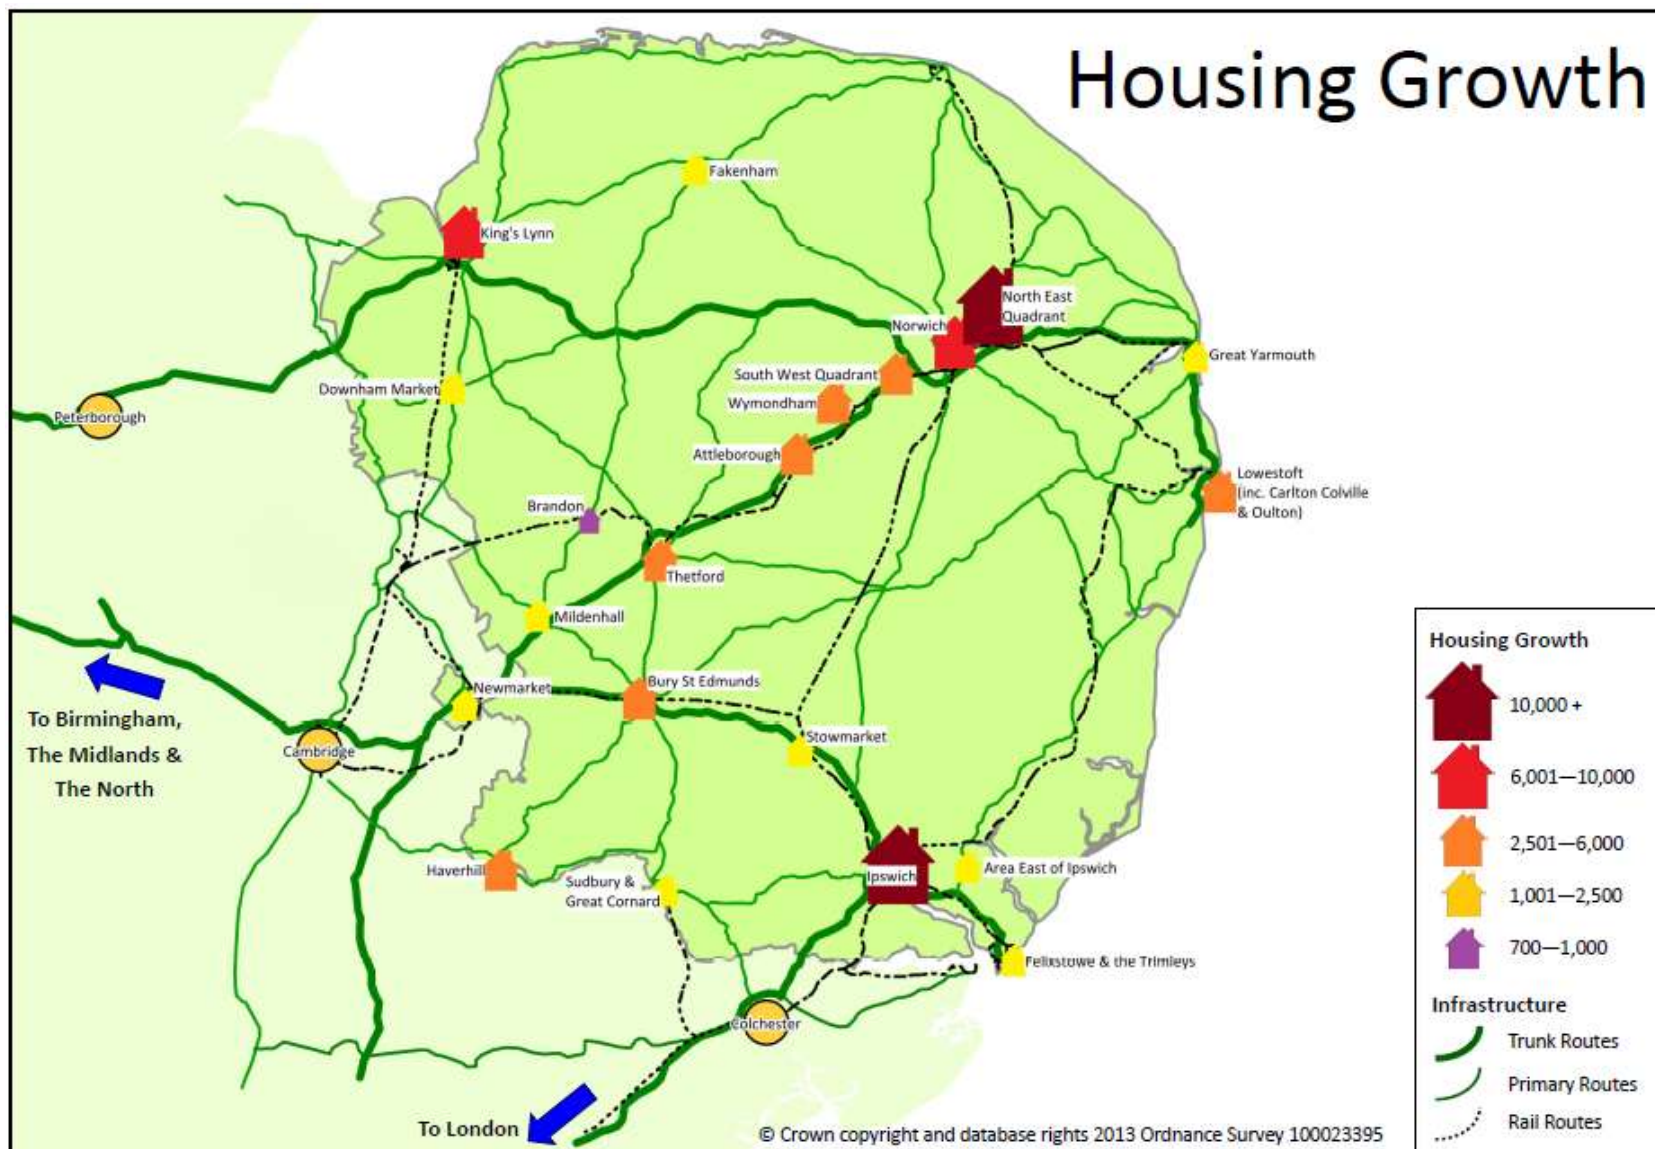 Housing Growth
Fakenham
King's Lynn
North East
Quadrant
Norwich
Great Yarmouth
South West Quadrant
Downham Market
Wymondham
Peterborough
Attleborough
Lowestoft
(inc. Carlton Colville
& Oulton)
Brandon
Thetford
Mildenhall
Newmarket
Bury St Edmunds
To Birmingham,
The Midlands &
The North
Cambridge
Stowmarket
Haverhill
Sudbury &
Great Cornard
Ipswich
Area East of Ipswich
Felixstowe & the Trimleys
Colchester
To London
Housing Growth
10,000 +
6,001—10,000
2,501—6,000
1,001—2,500
700—1,000
Infrastructure
Trunk Routes
Primary Routes
Rail Routes
© Crown copyright and database rights 2013 Ordnance Survey 100023395